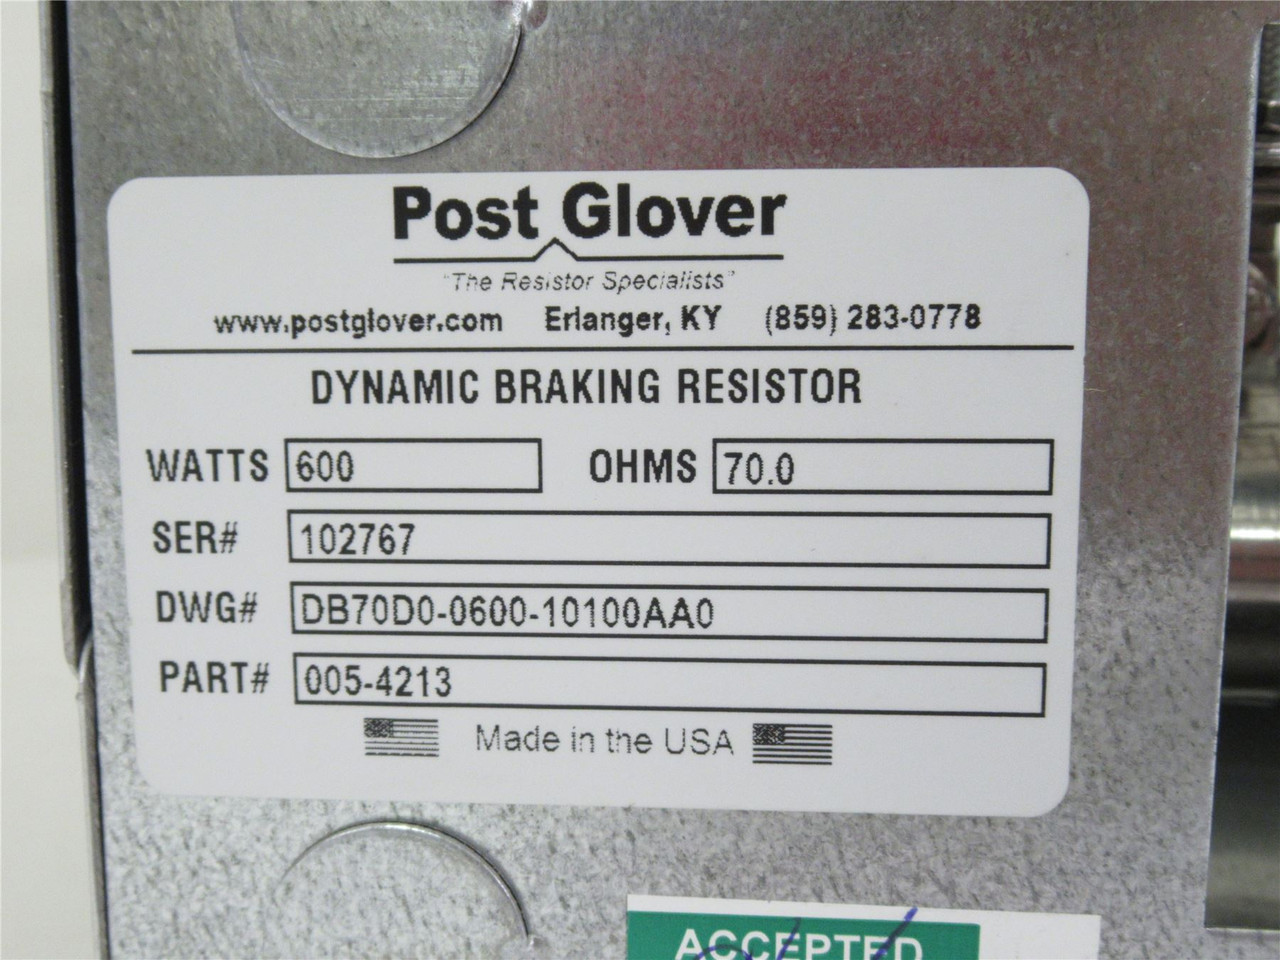 Post Glover
"The Resistor Specialists"
www.postglover.com Erlanger, KY (859) 283-0778
DYNAMIC BRAKING RESISTOR
WATTS 600 OHMS 70.0
SER# 102767
DWG# DB70D0-0600-10100AA0
PART# 005-4213
Made in the USA
ACCEPTED